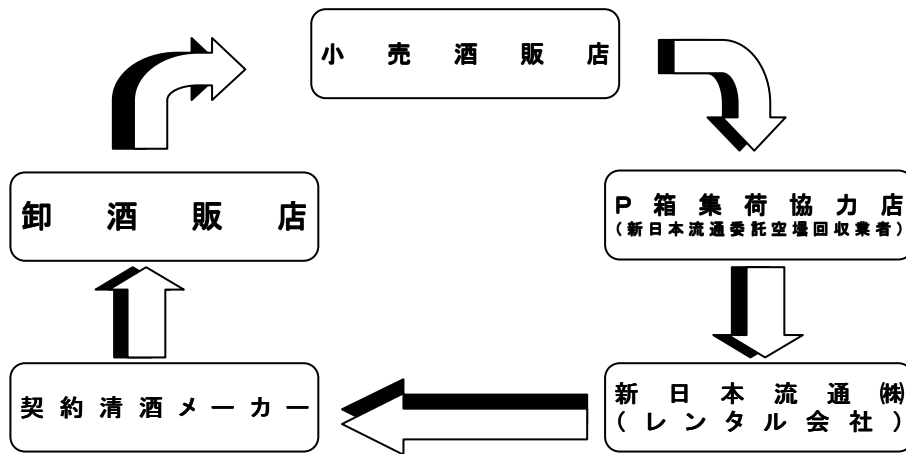 小売酒販店
卸酒販店
P箱集荷協力店
(新日本流通委託空壜回収業者)
契約清酒メーカー
新日本流通㈱
(レンタル会社)